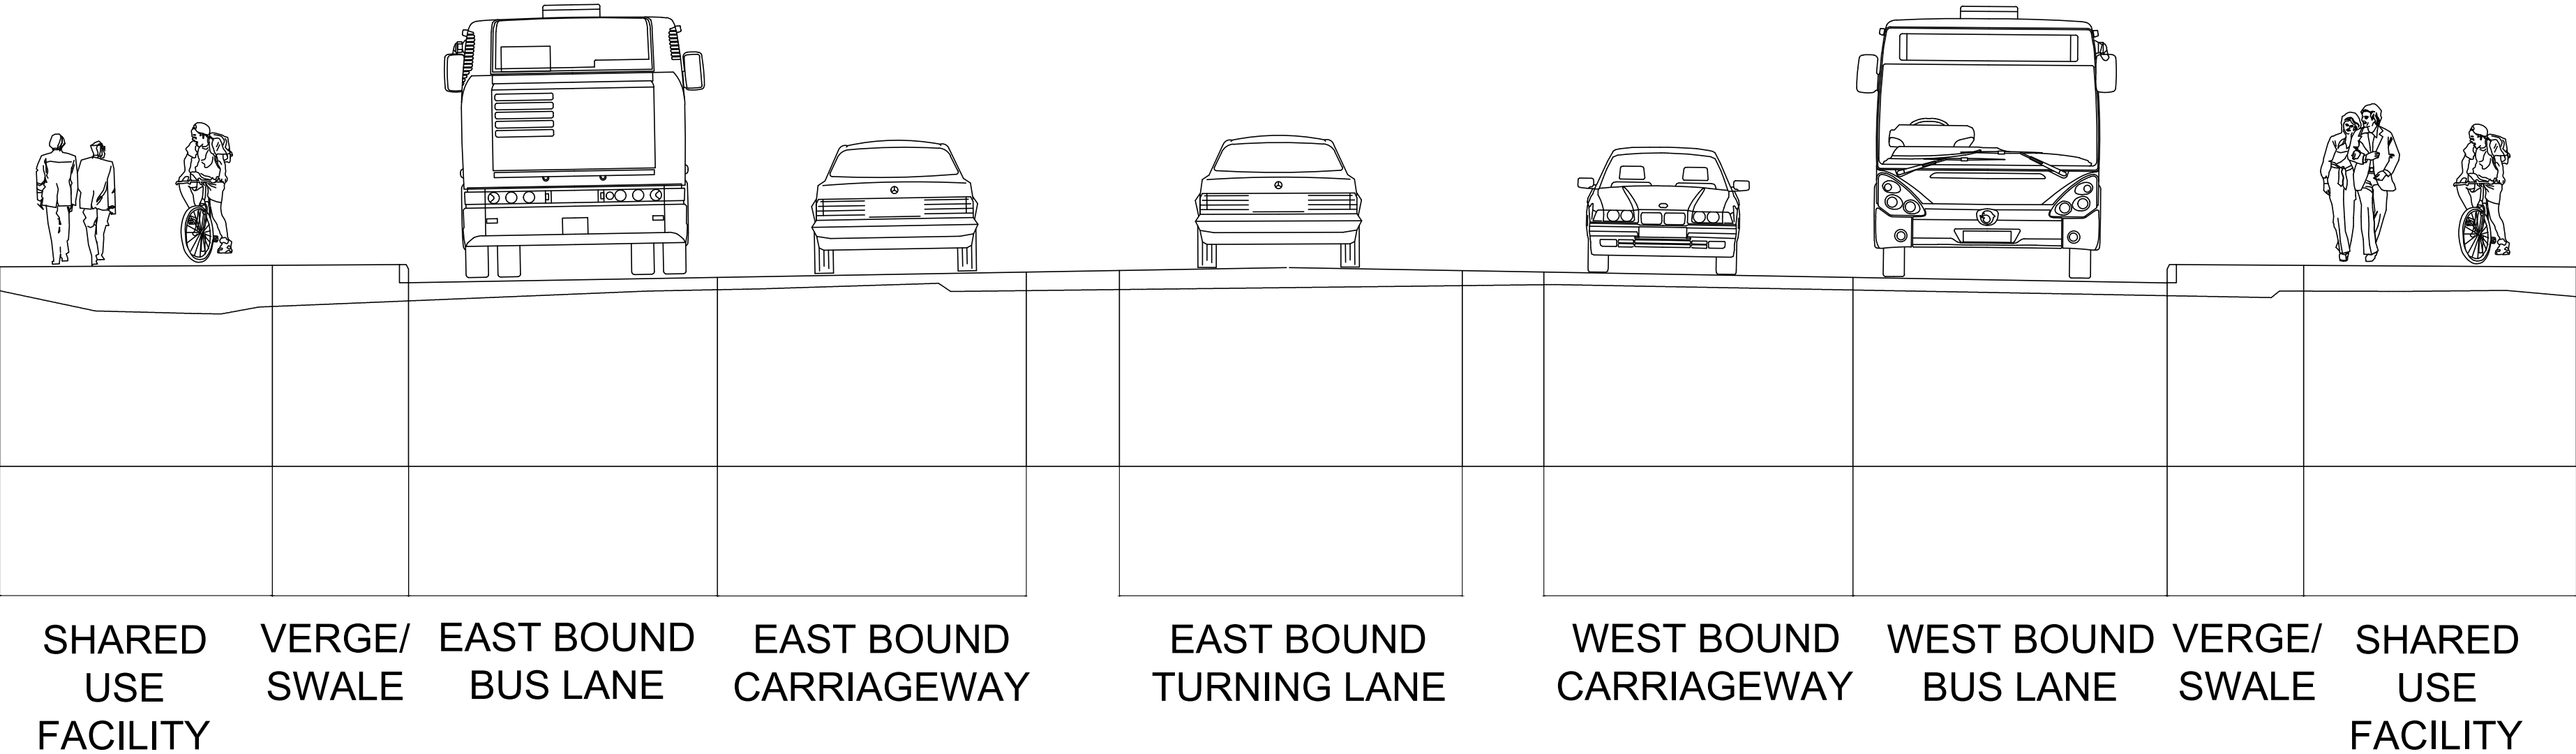 SHARED
USE
FACILITY
VERGE/
SWALE
EAST BOUND
BUS LANE
EAST BOUND
CARRIAGEWAY
EAST BOUND
TURNING LANE
WEST BOUND
CARRIAGEWAY
WEST BOUND
BUS LANE
VERGE/
SWALE
SHARED
USE
FACILITY